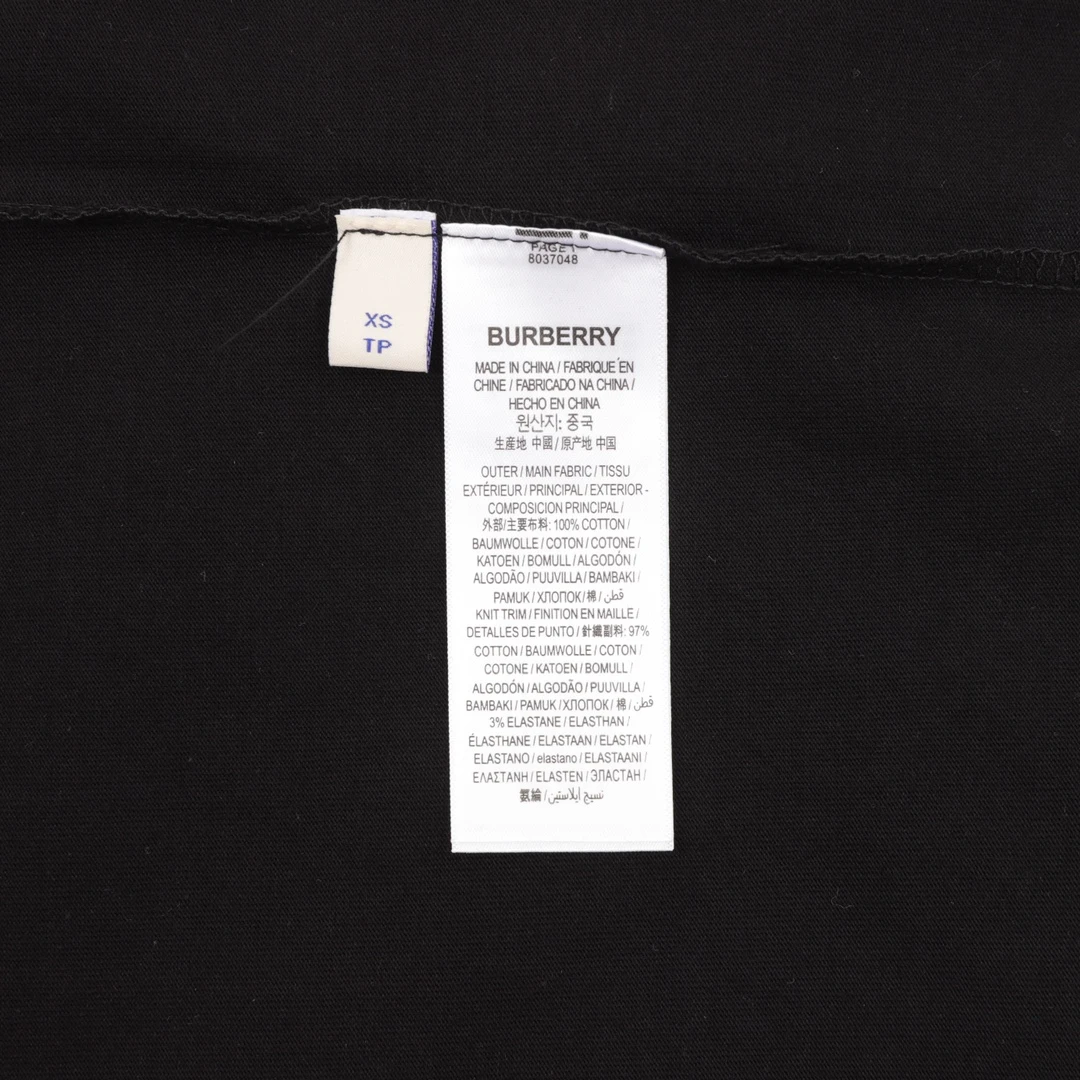 XS
TP
PAGE 1
8037048
BURBERRY
MADE IN CHINA / FABRIQUÉ EN
CHINE / FABRICADO NA CHINA /
HECHO EN CHINA
원산지: 중국
生産地 中國 / 原产地 中国
OUTER / MAIN FABRIC / TISSU
EXTÉRIEUR / PRINCIPAL / EXTERIOR -
COMPOSICION PRINCIPAL /
外部/主要布料: 100% COTTON /
BAUMWOLLE / COTON / COTONE /
KATOEN / BOMULL / ALGODÓN /
ALGODÃO / PUUVILLA / BAMBAKI /
PAMUK / ХЛОПОК / 棉 / قطن
KNIT TRIM / FINITION EN MAILLE /
DETALLES DE PUNTO / 針織副料: 97%
COTTON / BAUMWOLLE / COTON /
COTONE / KATOEN / BOMULL /
ALGODÓN / ALGODÃO / PUUVILLA /
BAMBAKI / PAMUK / ХЛОПОК / 棉 / قطن
3% ELASTANE / ELASTHAN /
ÉLASTHANE / ELASTAAN / ELASTAN /
ELASTANO / elastano / ELASTAANI /
ΕΛΑΣΤΑΝΗ / ELASTEN / ЭЛАСТАН /
氨綸 / نسيج إيلاستين